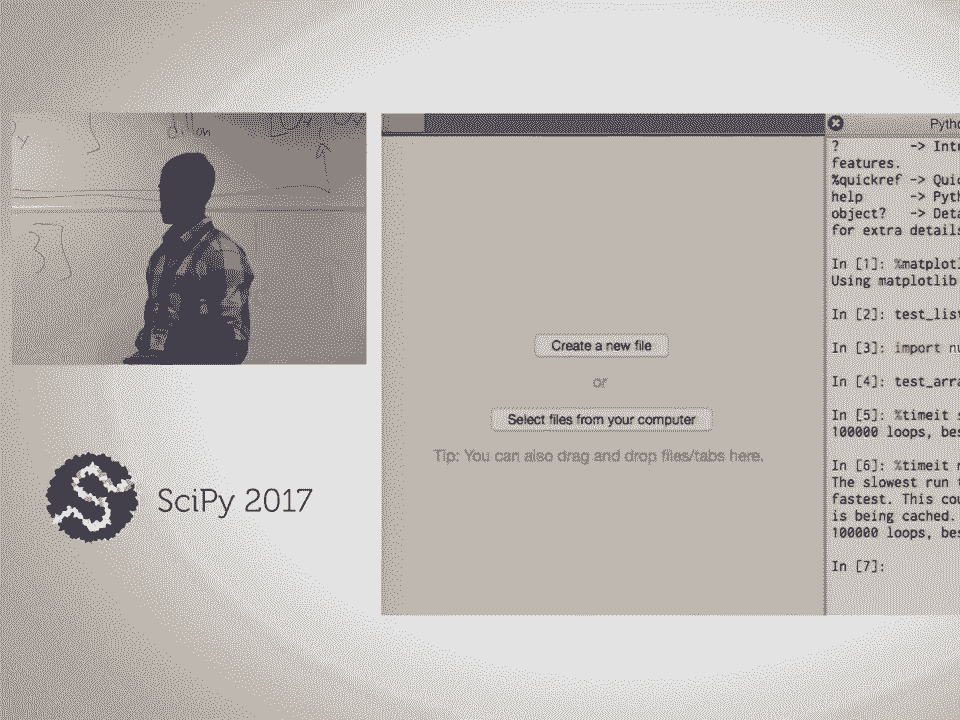 dillon
Create a new file
or
Select files from your computer
Tip: You can also drag and drop files/tabs here.
SciPy 2017
?        -> Int
features.
%quickref -> Quic
help      -> Pyth
object?   -> Deta
for extra details
In [1]: %matplotl
Using matplotlib
In [2]: test_list
In [3]: import nu
In [4]: test_arra
In [5]: %timeit s
100000 loops, bes
In [6]: %timeit n
The slowest run t
fastest. This cou
is being cached.
100000 loops, bes
In [7]: